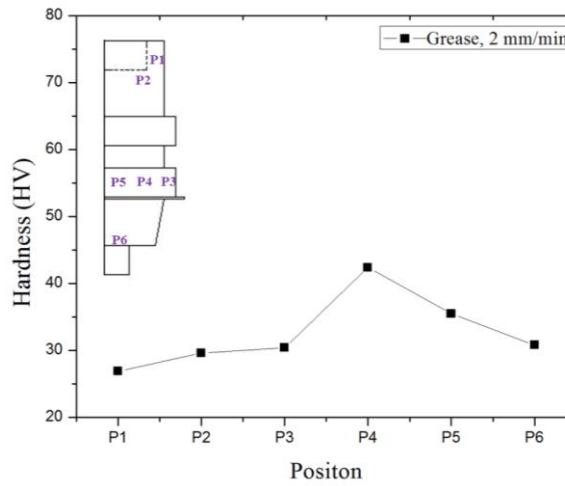 80
70
60
50
40
30
20
Hardness (HV)
Grease, 2 mm/min
P1
P2
P5 P4 P3
P6
P1 P2 P3 P4 P5 P6
Positon